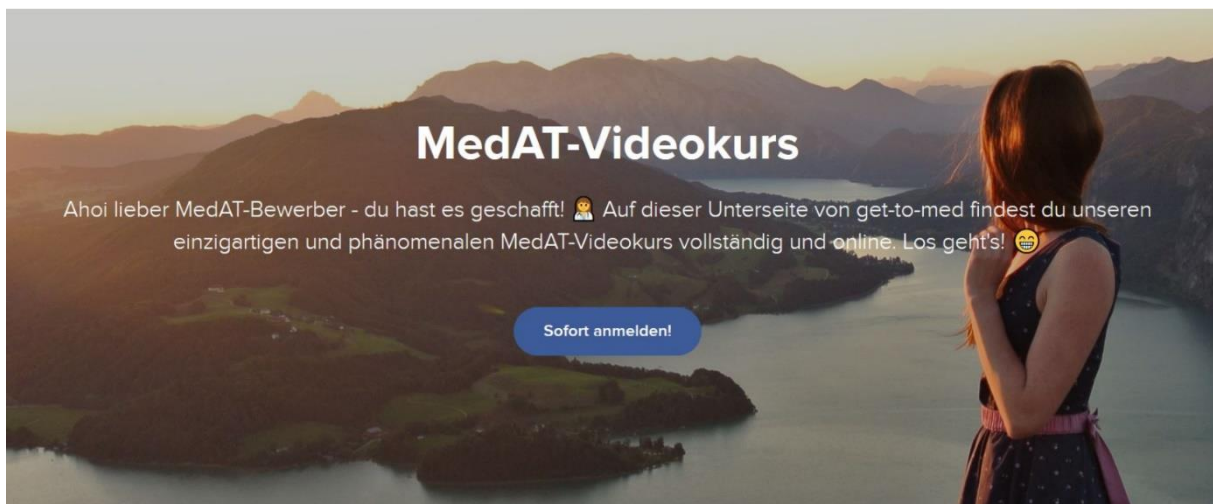 MedAT-Videokurs
Ahoi lieber MedAT-Bewerber - du hast es geschafft! 👩‍⚕️ Auf dieser Unterseite von get-to-med findest du unseren
einzigartigen und phänomenalen MedAT-Videokurs vollständig und online. Los geht's! 😁
Sofort anmelden!